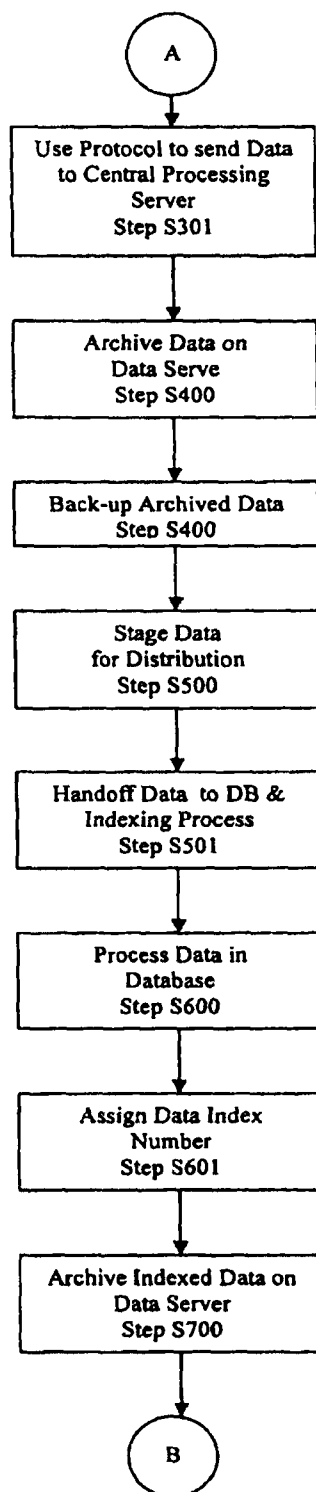 A
Use Protocol to send Data
to Central Processing
Server
Step S301
Archive Data on
Data Serve
Step S400
Back-up Archived Data
Step S400
Stage Data
for Distribution
Step S500
Handoff Data to DB &
Indexing Process
Step S501
Process Data in
Database
Step S600
Assign Data Index
Number
Step S601
Archive Indexed Data on
Data Server
Step S700
B